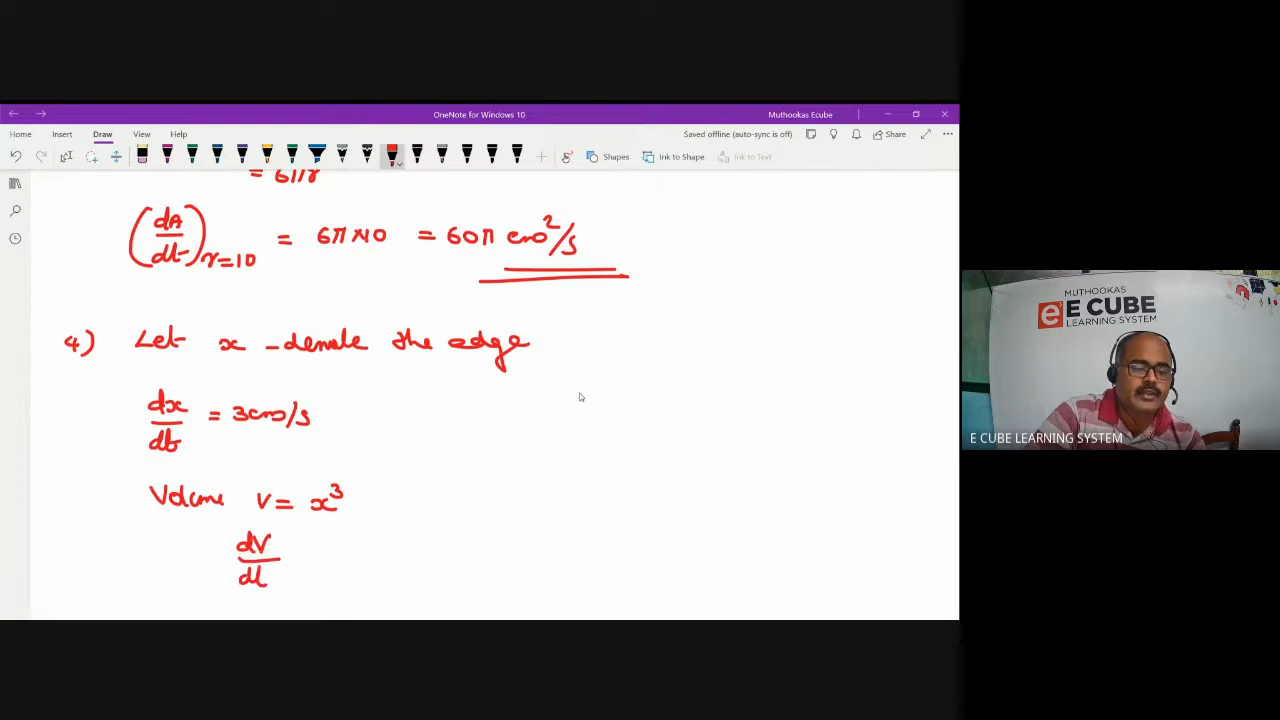 OneNote for Windows 10
Muthookas Ecube
Home Insert Draw View Help
Saved offline (auto-sync is off)
Share
Shapes
Ink to Shape
Ink to Text
= 6πr
(dA/dt)r=10 = 6π×10 = 60π cm²/s
4) Let x denote the edge
dx/dt = 3cm/s
Volume V = x³
dV/dt
MUTHOOKAS
e E CUBE
LEARNING SYSTEM
E CUBE LEARNING SYSTEM